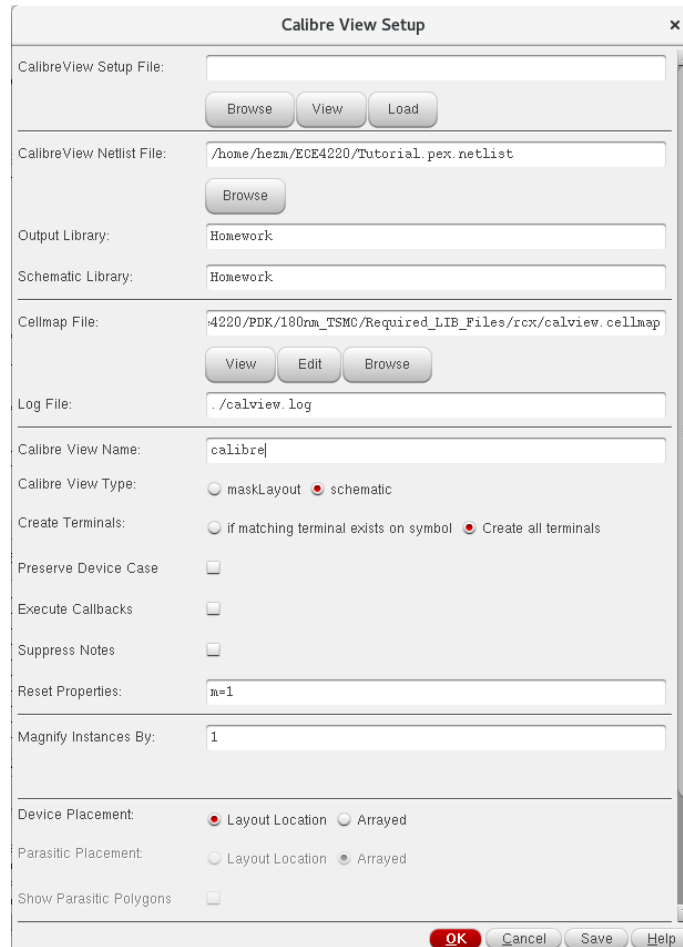 Calibre View Setup ×
CalibreView Setup File:
Browse View Load
CalibreView Netlist File: /home/hezm/ECE4220/Tutorial.pex.netlist
Browse
Output Library: Homework
Schematic Library: Homework
Cellmap File: 4220/PDK/180nm_TSMC/Required_LIB_Files/rcx/calview.cellmap
View Edit Browse
Log File: ./calview.log
Calibre View Name: calibre
Calibre View Type: maskLayout schematic
Create Terminals: if matching terminal exists on symbol Create all terminals
Preserve Device Case
Execute Callbacks
Suppress Notes
Reset Properties: m=1
Magnify Instances By: 1
Device Placement: Layout Location Arrayed
Parasitic Placement: Layout Location Arrayed
Show Parasitic Polygons
OK Cancel Save Help